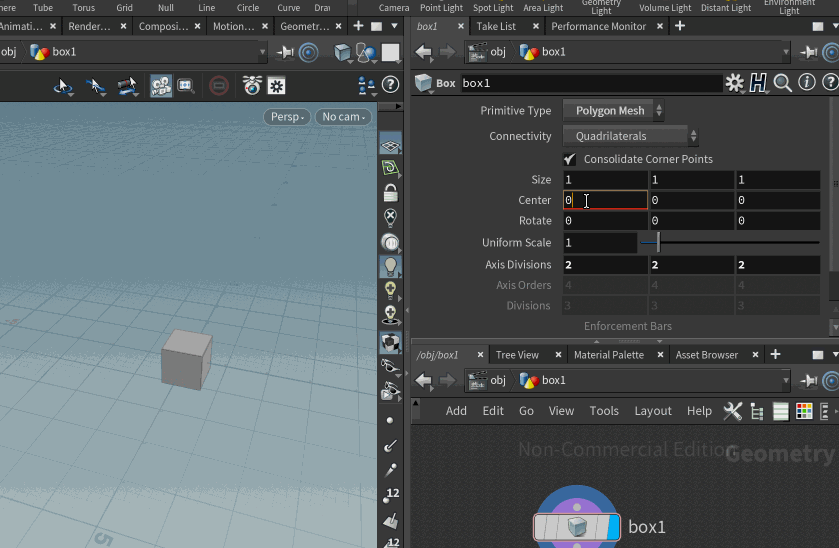 here Tube Torus Grid Null Line Circle Curve Dra Camera Point Light Spot Light Area Light Geometry Light Volume Light Distant Light Environment Light
Animati... Render... Composi... Motion... Geometr... box1 Take List Performance Monitor
obj box1 obj box1
Box box1
Persp No cam
Primitive Type Polygon Mesh
Connectivity Quadrilaterals
Consolidate Corner Points
Size 1 1 1
Center 0 0 0
Rotate 0 0 0
Uniform Scale 1
Axis Divisions 2 2 2
Axis Orders 4 4 4
Divisions 3 3 3
Enforcement Bars
/obj/box1 Tree View Material Palette Asset Browser
obj box1
Add Edit Go View Tools Layout Help
Non-Commercial Edition Geometry
12
box1
12
5